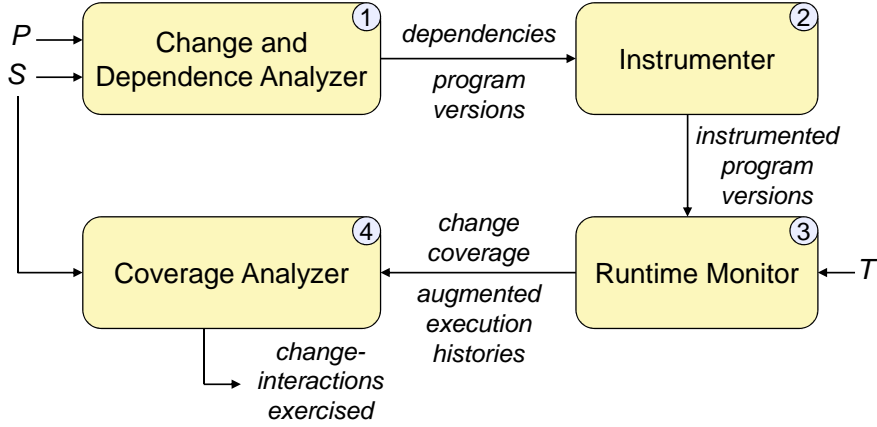 P
S
1
Change and
Dependence Analyzer
dependencies
program
versions
2
Instrumenter
instrumented
program
versions
4
Coverage Analyzer
change
coverage
augmented
execution
histories
3
Runtime Monitor
T
change-
interactions
exercised